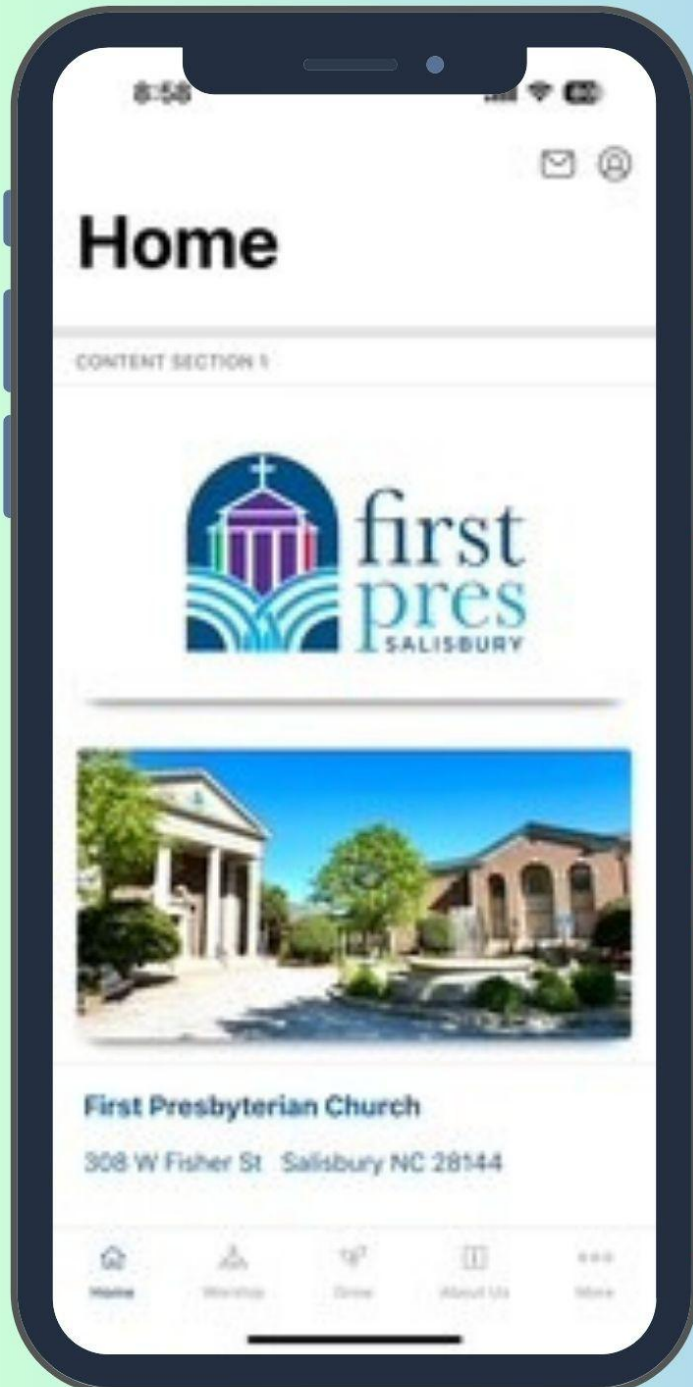 8:58
Home
CONTENT SECTION 1
first
pres
SALISBURY
First Presbyterian Church
308 W Fisher St Salisbury NC 28144
Home Worship Grow About Us More